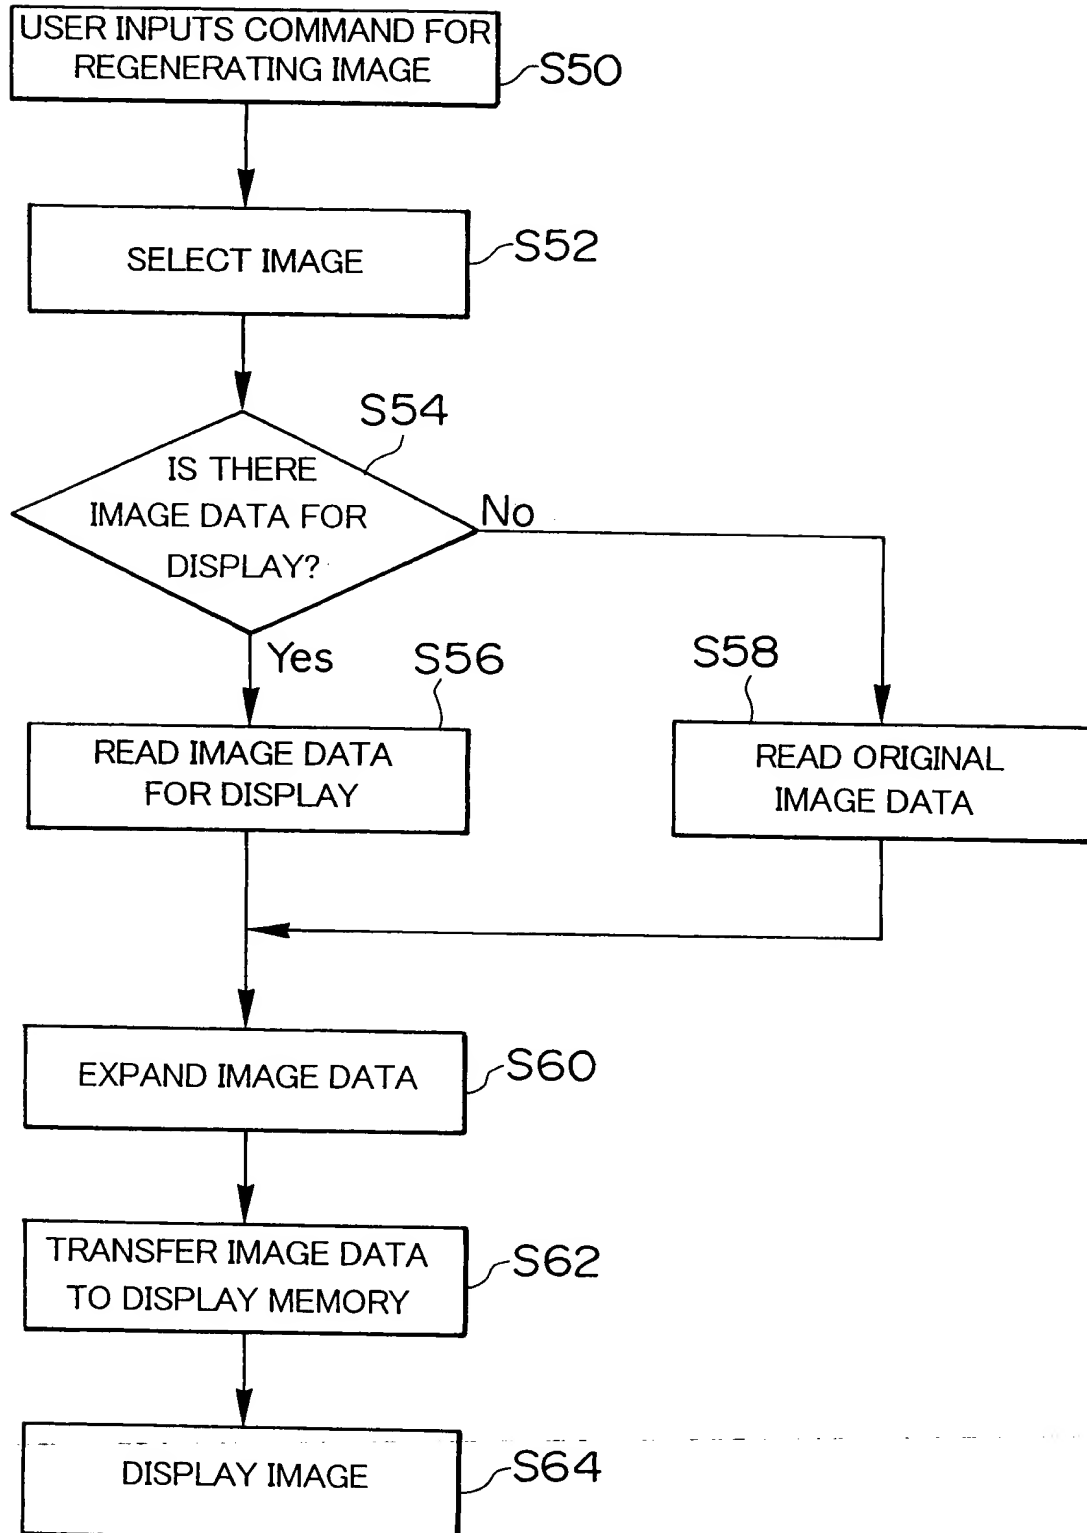 USER INPUTS COMMAND FOR
REGENERATING IMAGE
S50
SELECT IMAGE
S52
S54
IS THERE
IMAGE DATA FOR
DISPLAY?
No
Yes
S56
S58
READ IMAGE DATA
FOR DISPLAY
READ ORIGINAL
IMAGE DATA
EXPAND IMAGE DATA
S60
TRANSFER IMAGE DATA
TO DISPLAY MEMORY
S62
DISPLAY IMAGE
S64